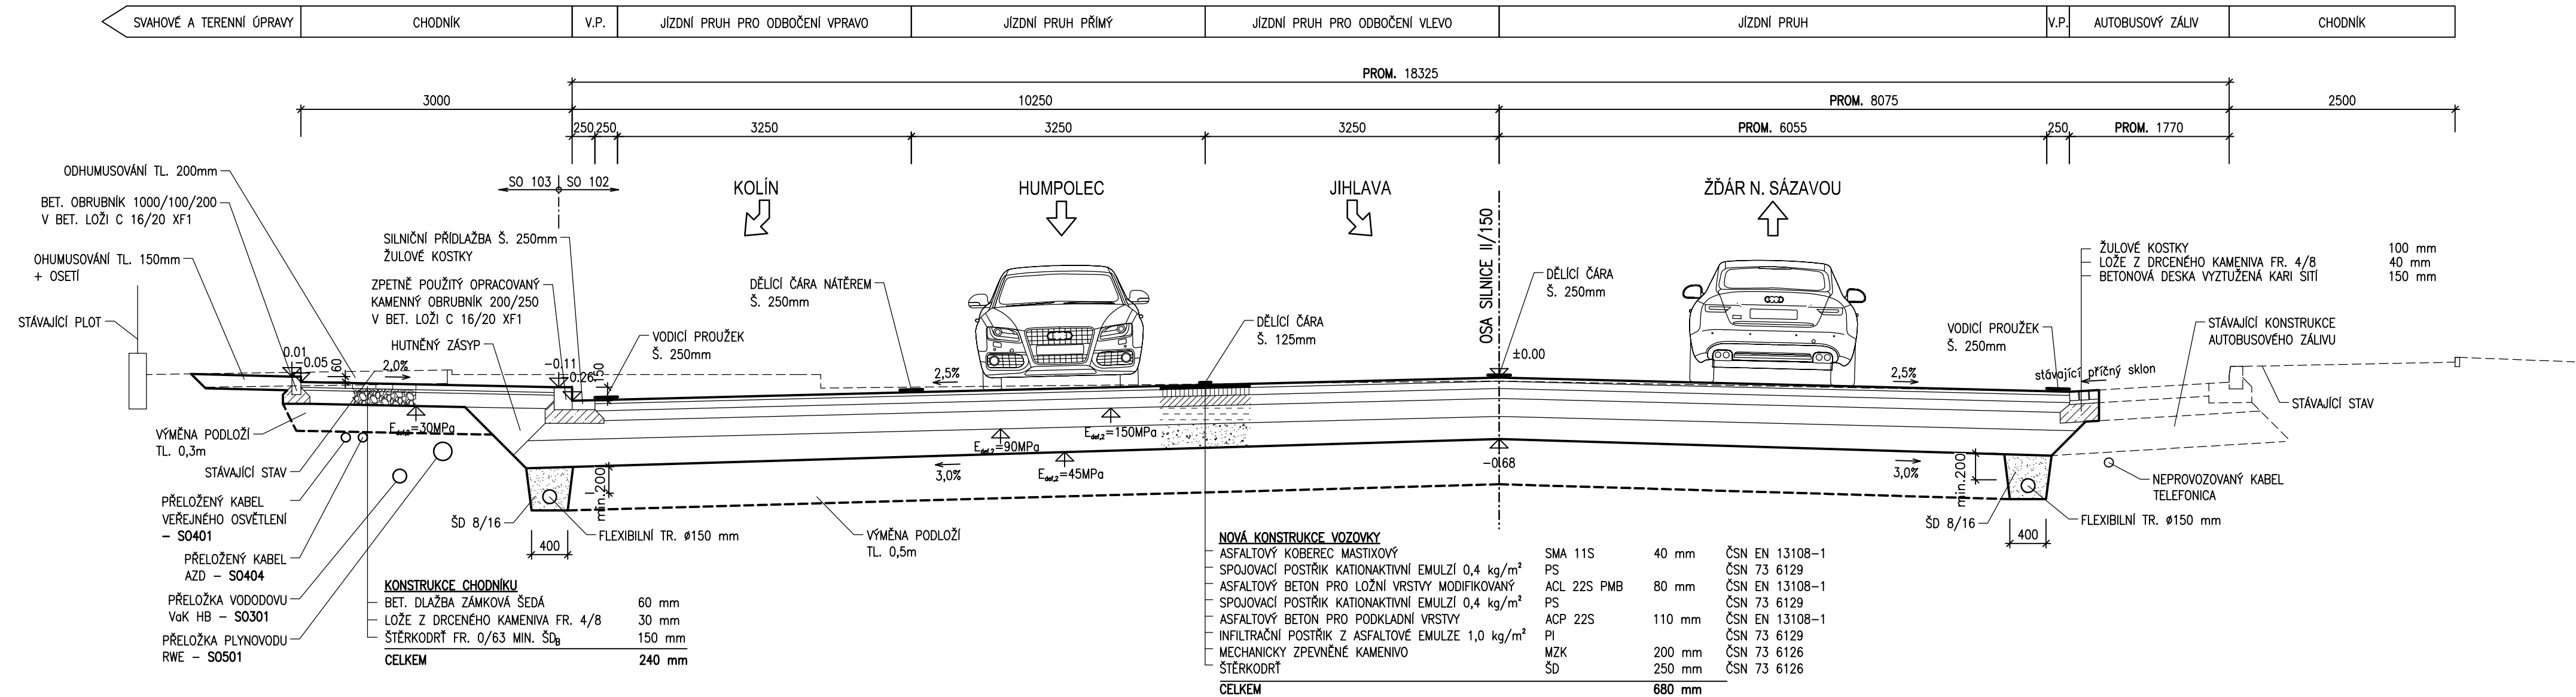 SVAHOVÉ A TERENNÍ ÚPRAVY
CHODNÍK
V.P.
JÍZDNÍ PRUH PRO ODBOČENÍ VPRAVO
JÍZDNÍ PRUH PŘÍMÝ
JÍZDNÍ PRUH PRO ODBOČENÍ VLEVO
JÍZDNÍ PRUH
V.P.
AUTOBUSOVÝ ZÁLIV
CHODNÍK
PROM. 18325
3000
10250
PROM. 8075
2500
250 250
3250
3250
3250
PROM. 6055
250
PROM. 1770
SO 103
SO 102
KOLÍN
HUMPOLEC
JIHLAVA
ŽĎÁR N. SÁZAVOU
OSA SILNICE II/150
ODHUMUSOVÁNÍ TL. 200mm
BET. OBRUBNÍK 1000/100/200
V BET. LOŽI C 16/20 XF1
OHUMUSOVÁNÍ TL. 150mm
+ OSETÍ
STÁVAJÍCÍ PLOT
SILNIČNÍ PŘÍDLAŽBA Š. 250mm
ŽULOVÉ KOSTKY
ZPETNĚ POUŽITÝ OPRACOVANÝ
KAMENNÝ OBRUBNÍK 200/250
V BET. LOŽI C 16/20 XF1
HUTNĚNÝ ZÁSYP
VODICÍ PROUŽEK
Š. 250mm
DĚLÍCÍ ČÁRA NÁTĚREM
Š. 250mm
DĚLÍCÍ ČÁRA
Š. 125mm
DĚLÍCÍ ČÁRA
Š. 250mm
±0.00
VODICÍ PROUŽEK
Š. 250mm
ŽULOVÉ KOSTKY 100 mm
LOŽE Z DRCENÉHO KAMENIVA FR. 4/8 40 mm
BETONOVÁ DESKA VYZTUŽENÁ KARI SITÍ 150 mm
STÁVAJÍCÍ KONSTRUKCE
AUTOBUSOVÉHO ZÁLIVU
stávající příčný sklon
STÁVAJÍCÍ STAV
0.01
-0.05
60
2,0%
-0.11
-0.26
150
2,5%
2,5%
E def,2=30MPa
E def,2=90MPa
E def,2=150MPa
E def,2=45MPa
3,0%
-0.68
3,0%
min.200
min.200
VÝMĚNA PODLOŽÍ
TL. 0,3m
STÁVAJÍCÍ STAV
PŘELOŽENÝ KABEL
VEŘEJNÉHO OSVĚTLENÍ
- SO401
PŘELOŽENÝ KABEL
AZD - SO404
PŘELOŽKA VODODOVU
VaK HB - SO301
PŘELOŽKA PLYNOVODU
RWE - SO501
ŠD 8/16
400
FLEXIBILNÍ TR. ø150 mm
VÝMĚNA PODLOŽÍ
TL. 0,5m
NEPROVOZOVANÝ KABEL
TELEFONICA
ŠD 8/16
FLEXIBILNÍ TR. ø150 mm
400
KONSTRUKCE CHODNÍKU
BET. DLAŽBA ZÁMKOVÁ ŠEDÁ 60 mm
LOŽE Z DRCENÉHO KAMENIVA FR. 4/8 30 mm
ŠTĚRKODRŤ FR. 0/63 MIN. ŠDB 150 mm
CELKEM 240 mm
NOVÁ KONSTRUKCE VOZOVKY
ASFALTOVÝ KOBEREC MASTIXOVÝ SMA 11S 40 mm ČSN EN 13108-1
SPOJOVACÍ POSTŘIK KATIONAKTIVNÍ EMULZÍ 0,4 kg/m² PS ČSN 73 6129
ASFALTOVÝ BETON PRO LOŽNÍ VRSTVY MODIFIKOVANÝ ACL 22S PMB 80 mm ČSN EN 13108-1
SPOJOVACÍ POSTŘIK KATIONAKTIVNÍ EMULZÍ 0,4 kg/m² PS ČSN 73 6129
ASFALTOVÝ BETON PRO PODKLADNÍ VRSTVY ACP 22S 110 mm ČSN EN 13108-1
INFILTRAČNÍ POSTŘIK Z ASFALTOVÉ EMULZE 1,0 kg/m² PI ČSN 73 6129
MECHANICKY ZPEVNĚNÉ KAMENIVO MZK 200 mm ČSN 73 6126
ŠTĚRKODRŤ ŠD 250 mm ČSN 73 6126
CELKEM 680 mm